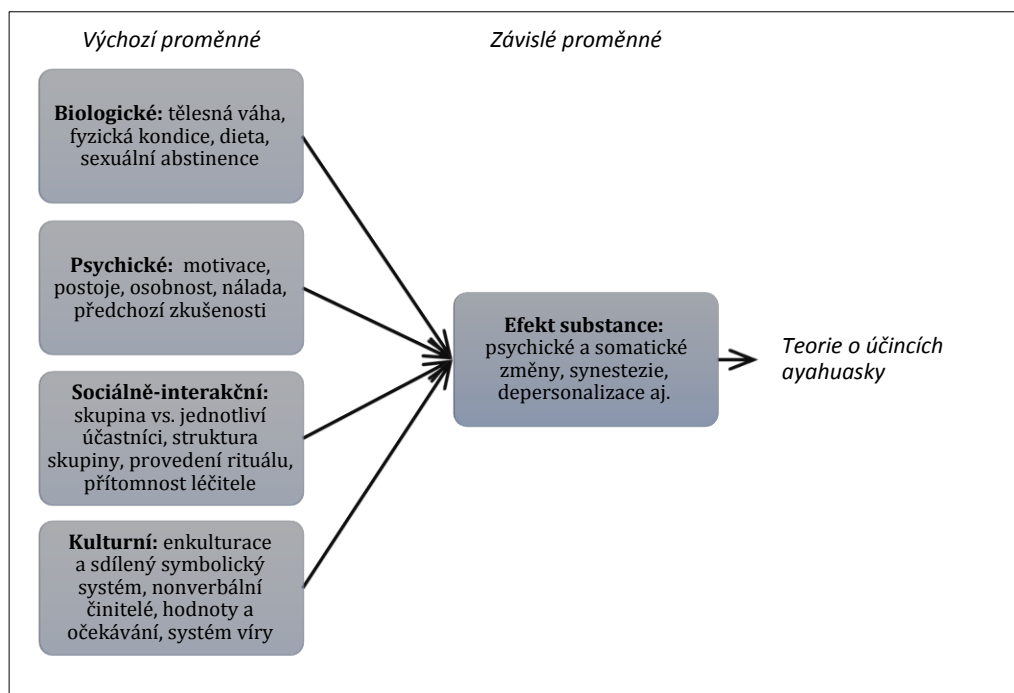 Výchozí proměnné
Závislé proměnné
Biologické: tělesná váha,
fyzická kondice, dieta,
sexuální abstinence
Psychické: motivace,
postoje, osobnost, nálada,
předchozí zkušenosti
Sociálně-interakční:
skupina vs. jednotliví
účastníci, struktura
skupiny, provedení rituálu,
přítomnost léčitele
Kulturní: enkulturace
a sdílený symbolický
systém, nonverbální
činitelé, hodnoty a
očekávání, systém víry
Efekt substance:
psychické a somatické
změny, synestezie,
depersonalizace aj.
Teorie o účincích
ayahuasky